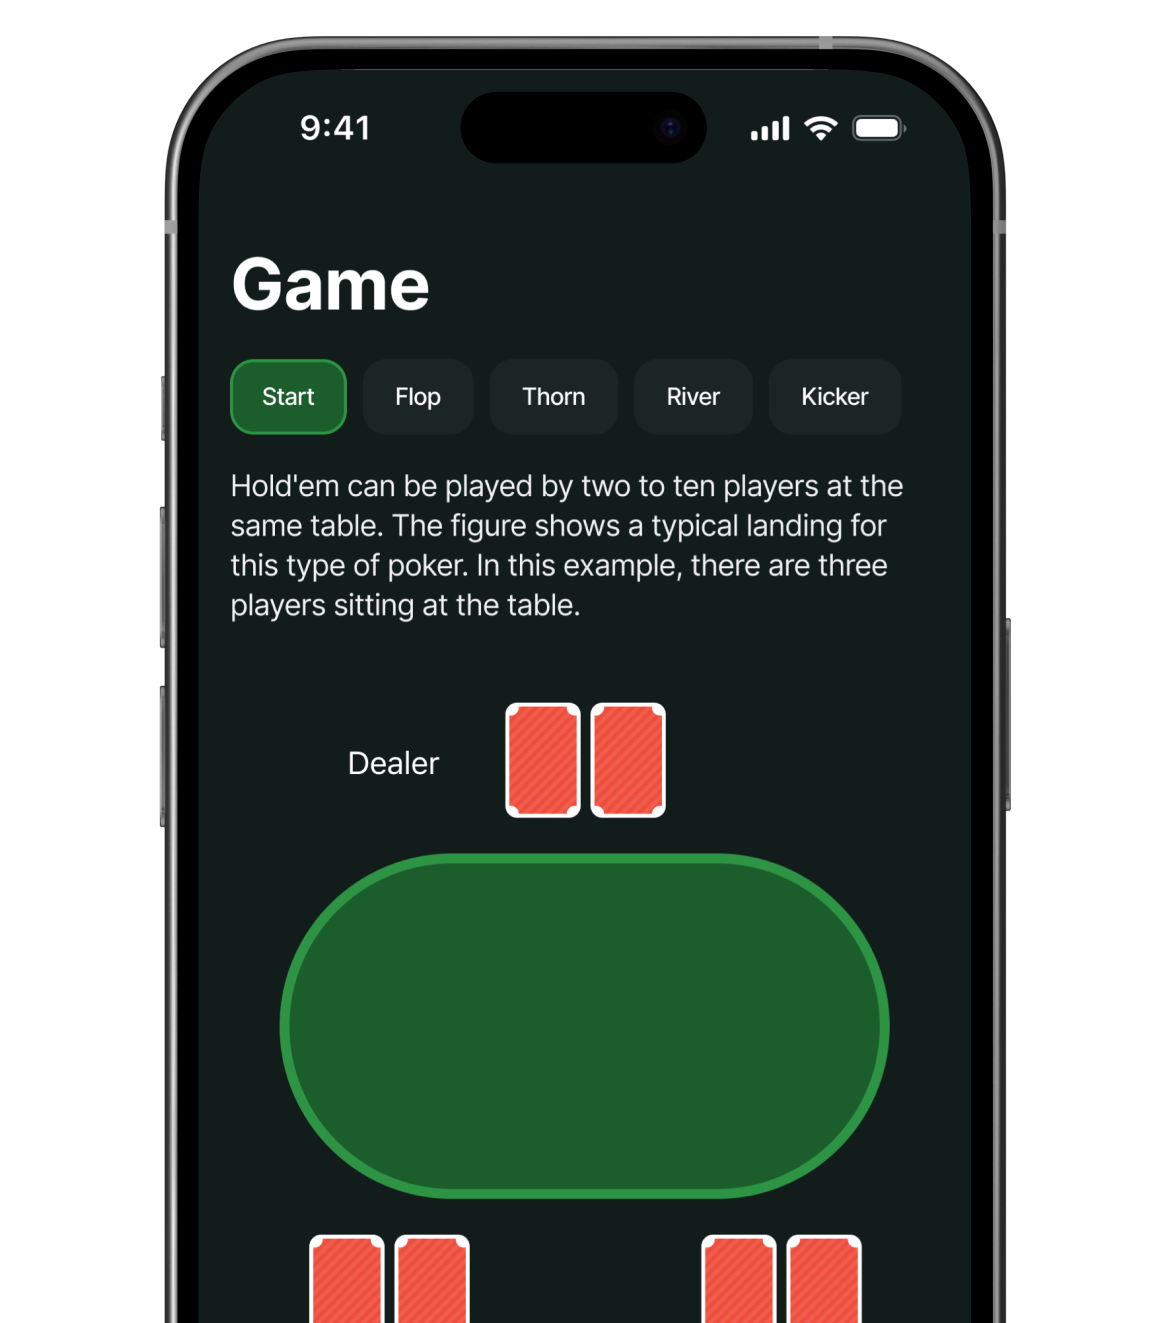 9:41
Game
Start Flop Thorn River Kicker
Hold'em can be played by two to ten players at the
same table. The figure shows a typical landing for
this type of poker. In this example, there are three
players sitting at the table.
Dealer